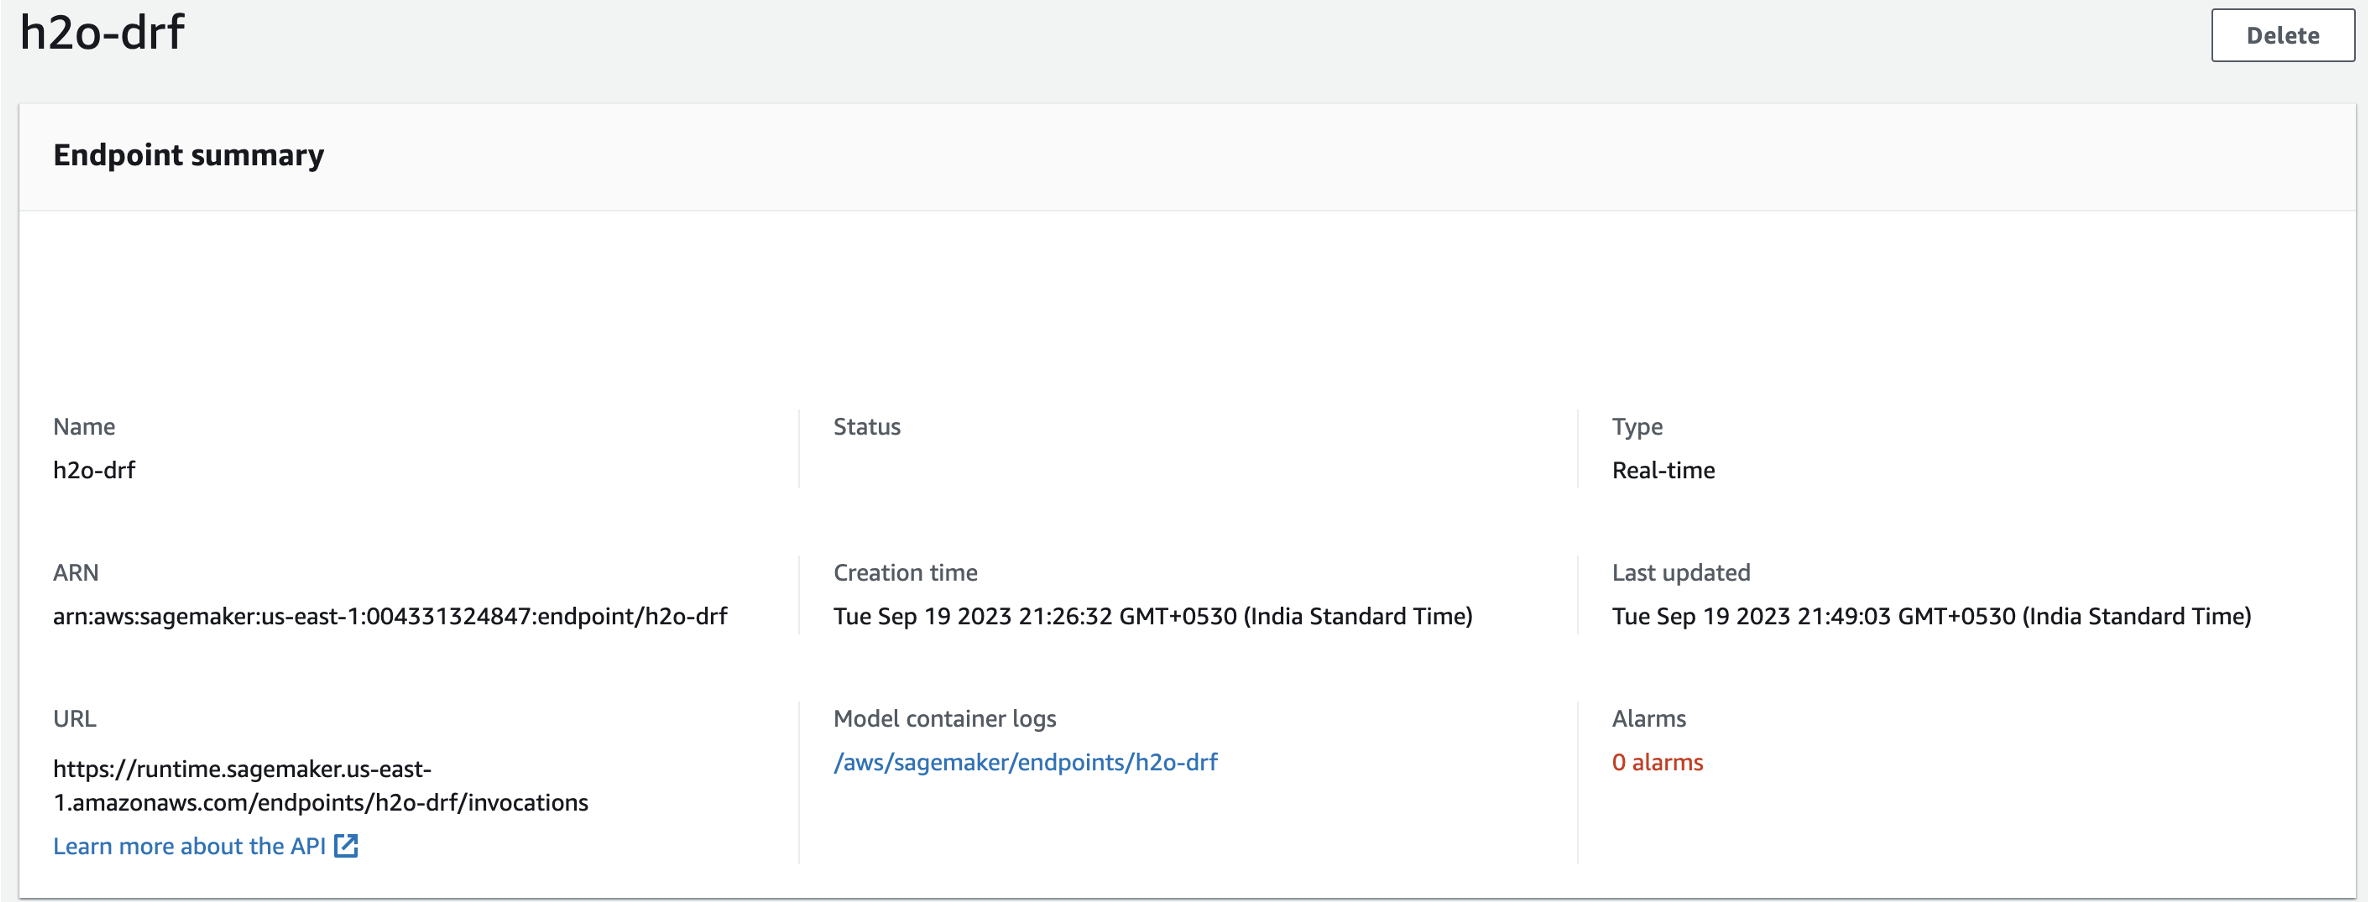 h2o-drf
Delete
Endpoint summary
Name
h2o-drf
Status
Type
Real-time
ARN
arn:aws:sagemaker:us-east-1:004331324847:endpoint/h2o-drf
Creation time
Tue Sep 19 2023 21:26:32 GMT+0530 (India Standard Time)
Last updated
Tue Sep 19 2023 21:49:03 GMT+0530 (India Standard Time)
URL
https://runtime.sagemaker.us-east-
1.amazonaws.com/endpoints/h2o-drf/invocations
Learn more about the API
Model container logs
/aws/sagemaker/endpoints/h2o-drf
Alarms
0 alarms